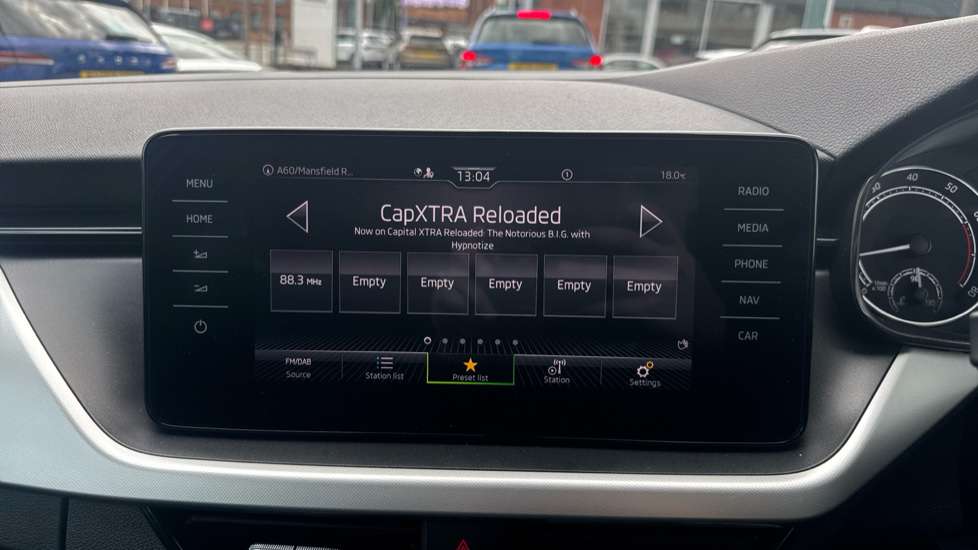 A60/Mansfield R...
13:04
18.0°C
MENU
HOME
CapXTRA Reloaded
Now on Capital XTRA Reloaded: The Notorious B.I.G. with
Hypnotize
88.3 MHz
Empty
Empty
Empty
Empty
Empty
FM/DAB
Source
Station list
Preset list
Station
Settings
RADIO
MEDIA
PHONE
NAV
CAR
30
40
50
90